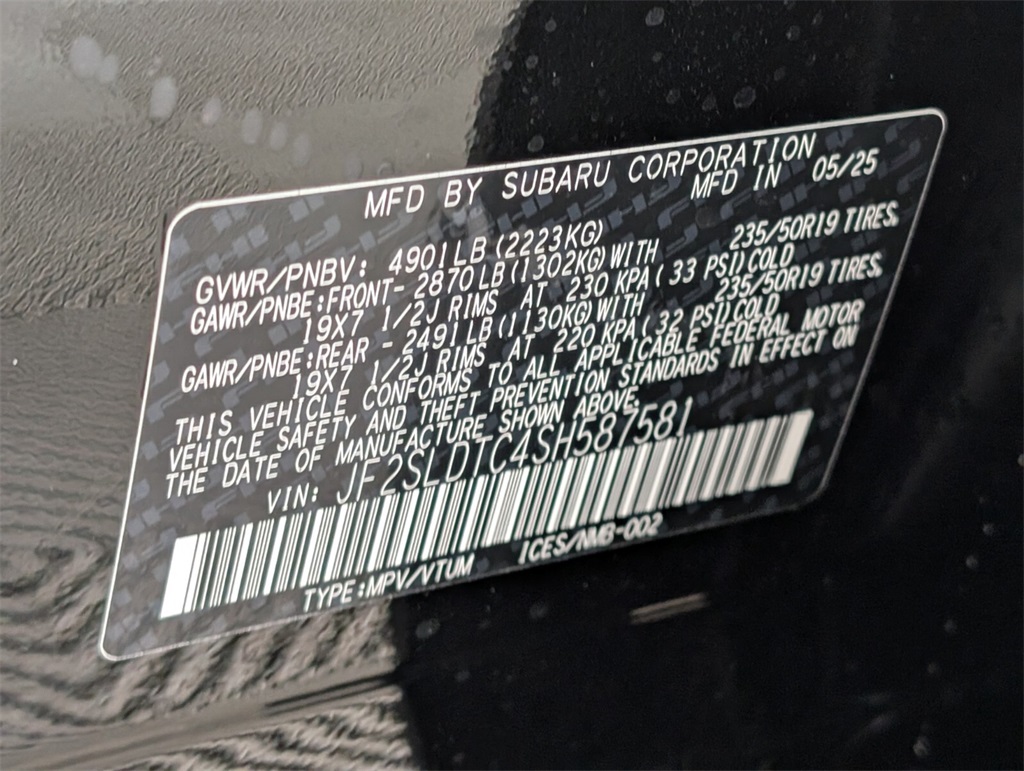 MFD BY SUBARU CORPORATION
MFD IN 05/25
GVWR/PNBV: 4901LB(2223KG)
GAWR/PNBE:FRONT- 2870LB(1302KG)WITH 235/50R19 TIRES,
19X7 1/2J RIMS AT 230 KPA(33 PSI)COLD
GAWR/PNBE:REAR - 2491LB(1130KG)WITH 235/50R19 TIRES,
19X7 1/2J RIMS AT 220 KPA(32 PSI)COLD
THIS VEHICLE CONFORMS TO ALL APPLICABLE FEDERAL MOTOR
VEHICLE SAFETY AND THEFT PREVENTION STANDARDS IN EFFECT ON
THE DATE OF MANUFACTURE SHOWN ABOVE.
VIN: JF2SLDTC4SH587581
TYPE:MPV/VTUM ICES/NMB-002